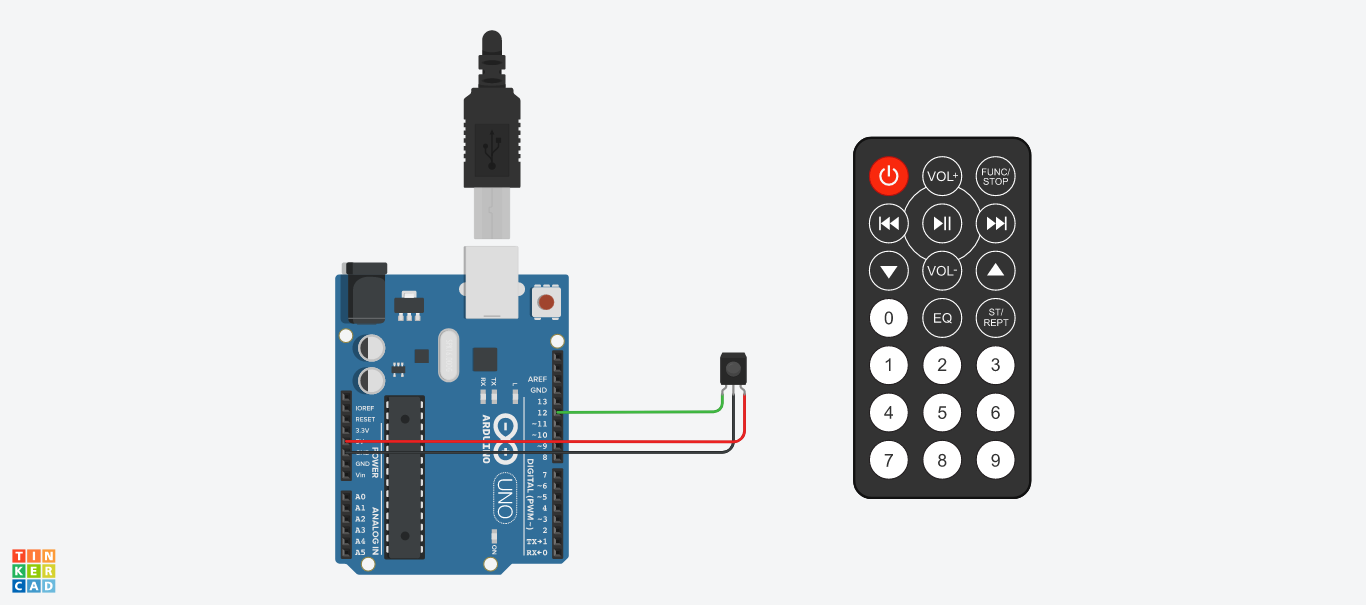 VOL+
FUNC/
STOP
VOL-
0
EQ
ST/
REPT
1
2
3
4
5
6
7
8
9
IOREF
RESET
3.3V
GND
Vin
POWER
A0
A1
A2
A3
A4
A5
ANALOG IN
RX
TX
L
ARDUINO
UNO
ON
AREF
GND
13
12
~11
~10
~9
8
7
~6
~5
4
~3
2
TX→1
RX←0
DIGITAL (PWM~)
TIN
KER
CAD